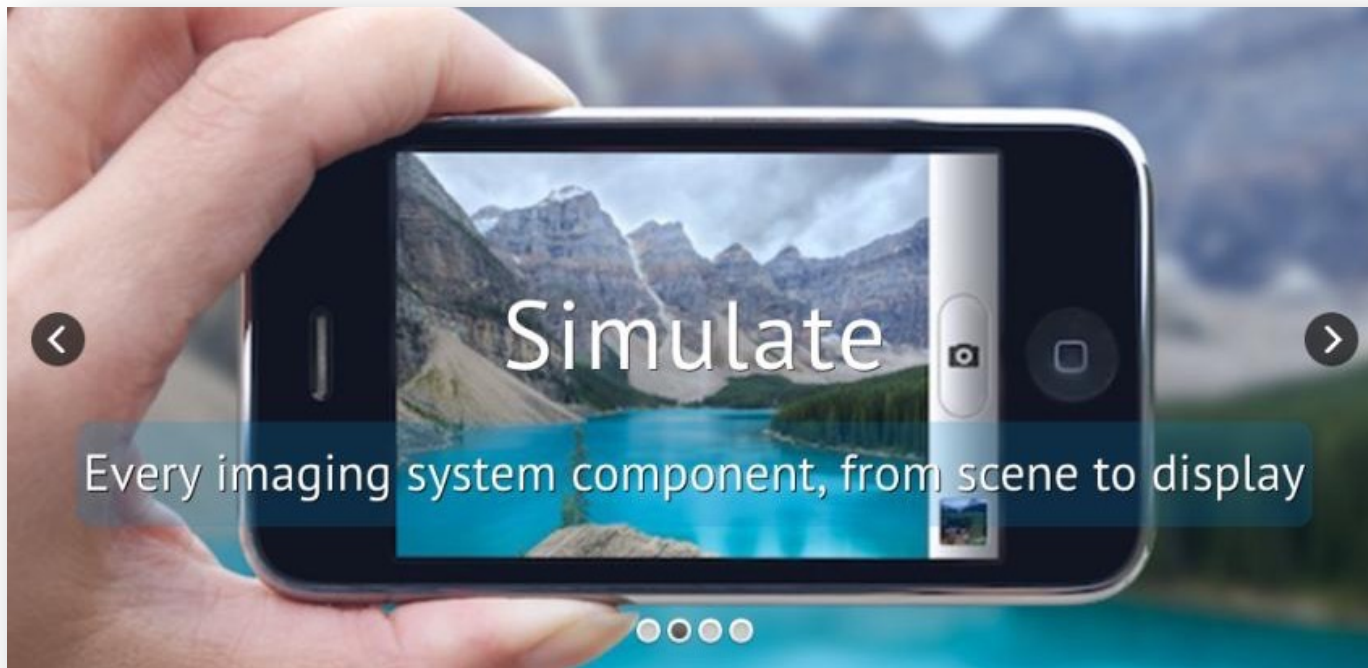 Simulate
Every imaging system component, from scene to display